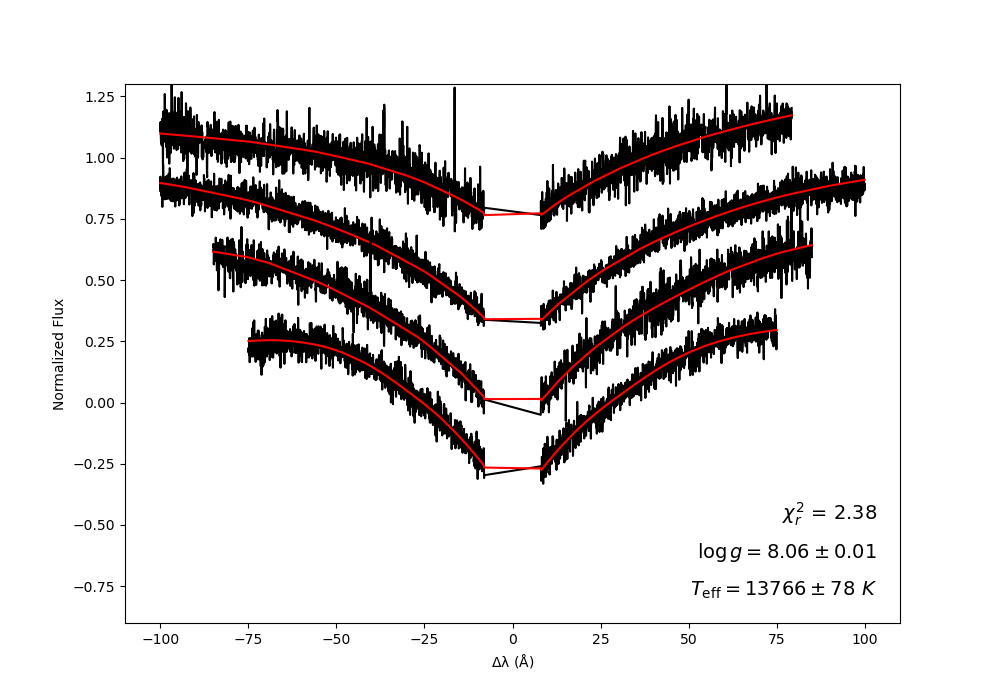 1.25
1.00
0.75
0.50
0.25
0.00
−0.25
−0.50
−0.75
Normalized Flux
χ²ᵣ = 2.38
log g = 8.06 ± 0.01
T_eff = 13766 ± 78 K
−100 −75 −50 −25 0 25 50 75 100
Δλ (Å)